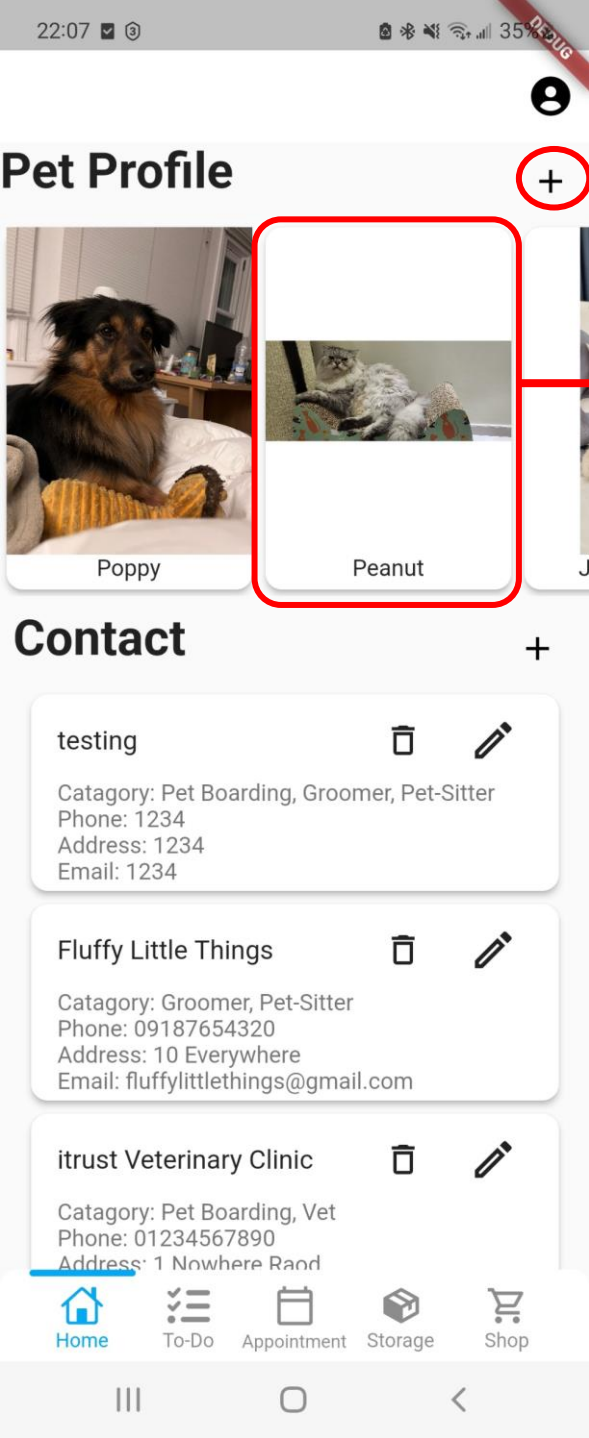 22:07
35%
DEBUG
Pet Profile
Poppy
Peanut
J
Contact
testing
Catagory: Pet Boarding, Groomer, Pet-Sitter
Phone: 1234
Address: 1234
Email: 1234
Fluffy Little Things
Catagory: Groomer, Pet-Sitter
Phone: 09187654320
Address: 10 Everywhere
Email: fluffylittlethings@gmail.com
itrust Veterinary Clinic
Catagory: Pet Boarding, Vet
Phone: 01234567890
Address: 1 Nowhere Raod
Home To-Do Appointment Storage Shop